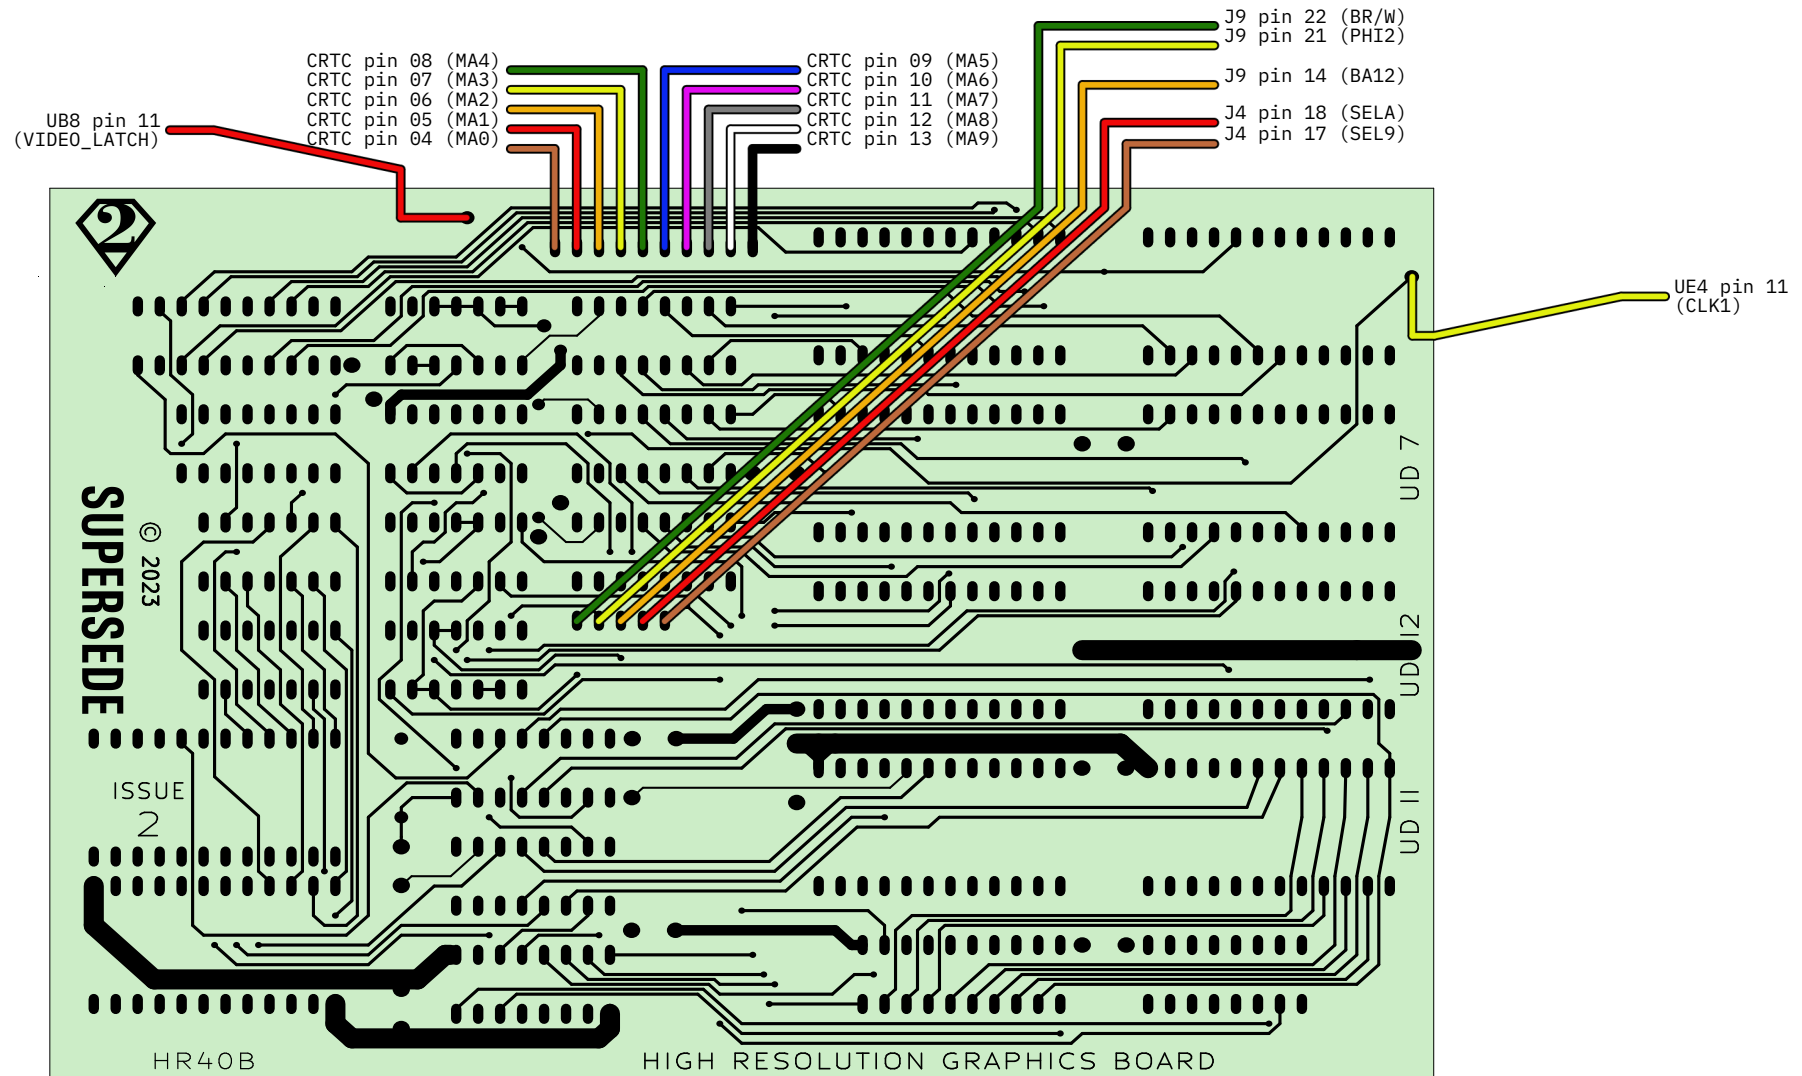 J9 pin 22 (BR/W)
J9 pin 21 (PHI2)
J9 pin 14 (BA12)
J4 pin 18 (SELA)
J4 pin 17 (SEL9)
CRTC pin 08 (MA4)
CRTC pin 07 (MA3)
CRTC pin 06 (MA2)
CRTC pin 05 (MA1)
CRTC pin 04 (MA0)
CRTC pin 09 (MA5)
CRTC pin 10 (MA6)
CRTC pin 11 (MA7)
CRTC pin 12 (MA8)
CRTC pin 13 (MA9)
UB8 pin 11
(VIDEO_LATCH)
2
UE4 pin 11
(CLK1)
UD 7
SUPERSEDE
© 2023
UD 12
ISSUE
2
UD 11
HR40B
HIGH RESOLUTION GRAPHICS BOARD